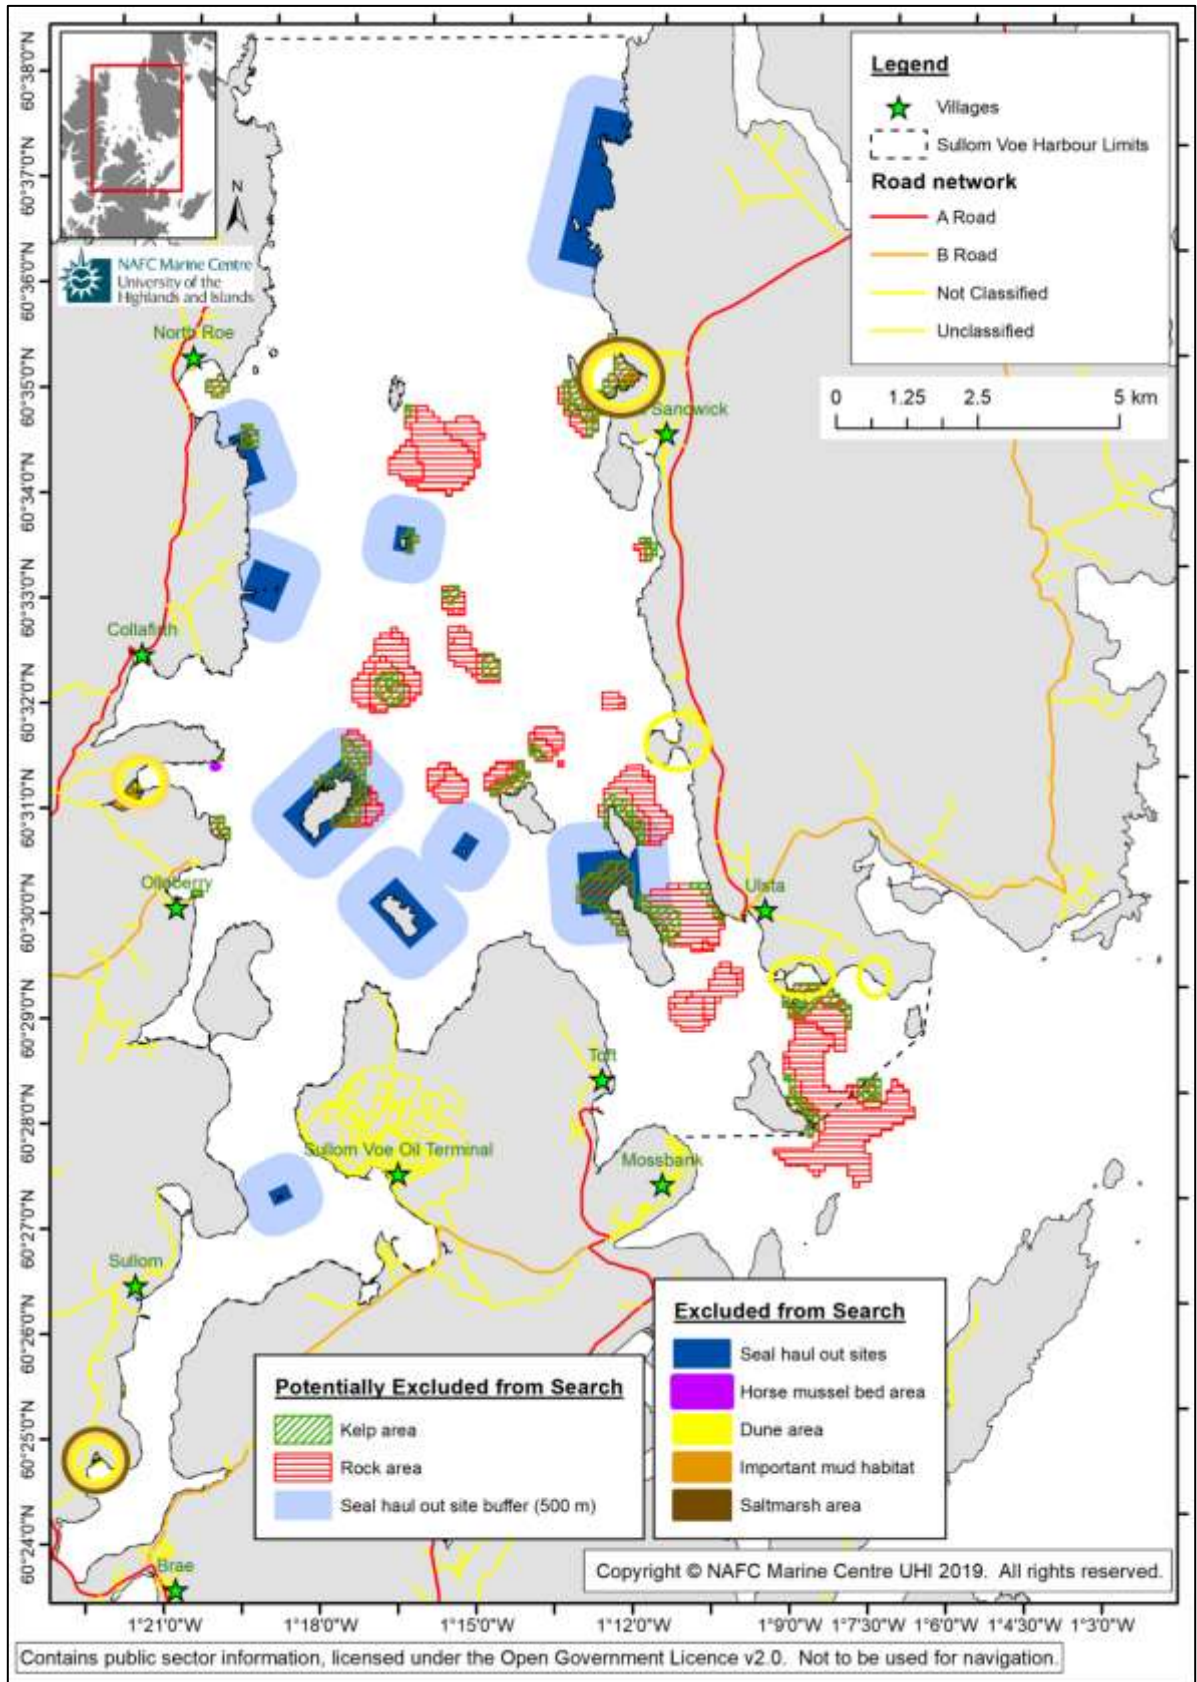 60°38'0"N
60°37'0"N
60°36'0"N
60°35'0"N
60°34'0"N
60°33'0"N
60°32'0"N
60°31'0"N
60°30'0"N
60°29'0"N
60°28'0"N
60°27'0"N
60°26'0"N
60°25'0"N
60°24'0"N
N
NAFC Marine Centre
University of the
Highlands and Islands
Legend
Villages
Sullom Voe Harbour Limits
Road network
A Road
B Road
Not Classified
Unclassified
0 1.25 2.5 5 km
North Roe
Sandwick
Collafirth
Olleberry
Ulsta
Toft
Sullom Voe Oil Terminal
Mossbank
Sullom
Brae
Potentially Excluded from Search
Kelp area
Rock area
Seal haul out site buffer (500 m)
Excluded from Search
Seal haul out sites
Horse mussel bed area
Dune area
Important mud habitat
Saltmarsh area
Copyright © NAFC Marine Centre UHI 2019. All rights reserved.
1°21'0"W 1°18'0"W 1°15'0"W 1°12'0"W 1°9'0"W 1°7'30"W 1°6'0"W 1°4'30"W 1°3'0"W 1°30"W
Contains public sector information, licensed under the Open Government Licence v2.0. Not to be used for navigation.